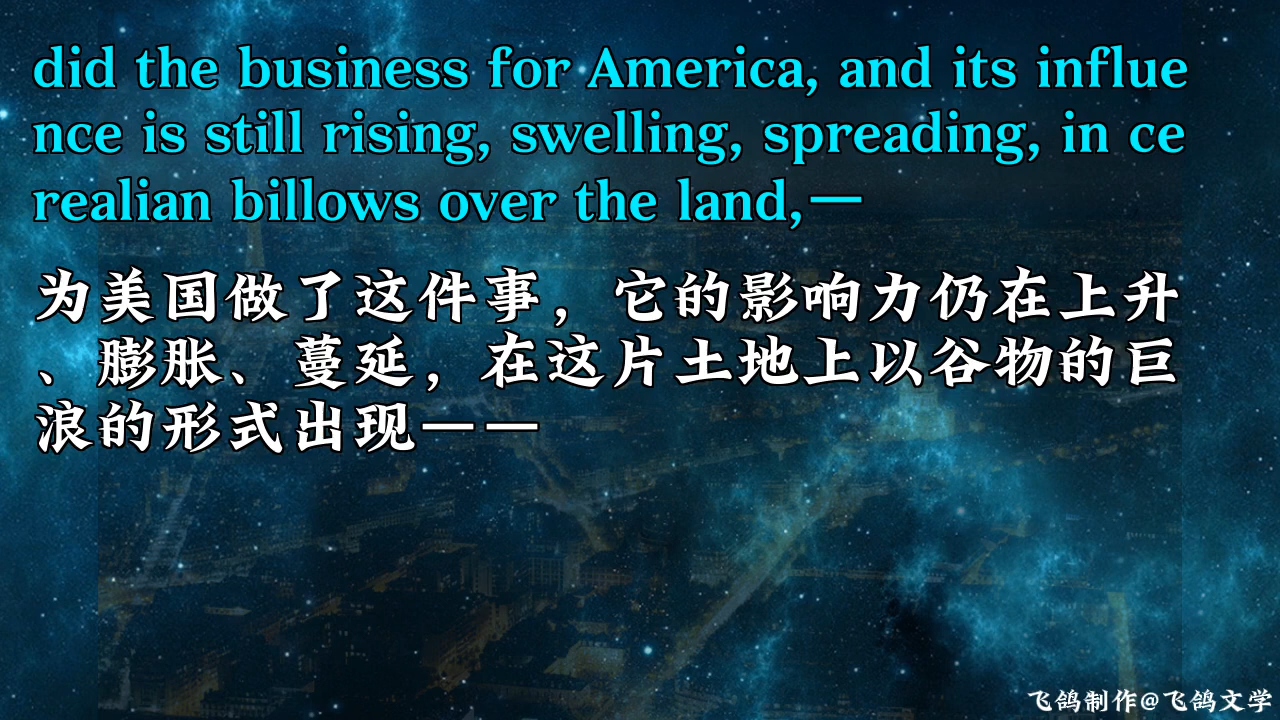 did the business for America, and its influe
nce is still rising, swelling, spreading, in ce
realian billows over the land,—
为美国做了这件事，它的影响力仍在上升
、膨胀、蔓延，在这片土地上以谷物的巨
浪的形式出现——
飞鸽制作@飞鸽文学